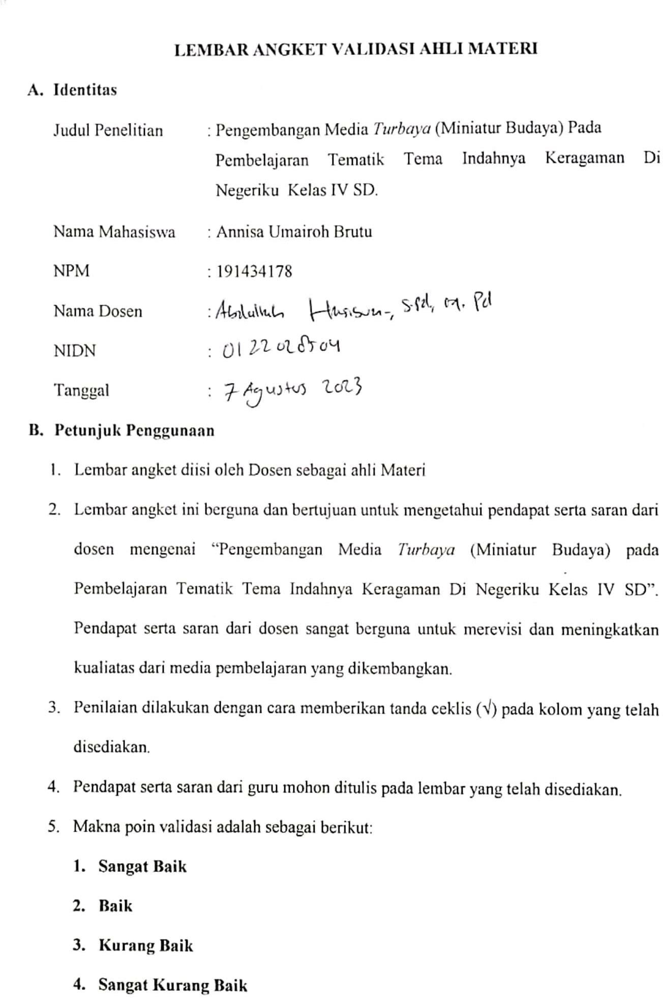 LEMBAR ANGKET VALIDASI AHLI MATERI
A. Identitas
Judul Penelitian : Pengembangan Media Turbaya (Miniatur Budaya) Pada
Pembelajaran Tematik Tema Indahnya Keragaman Di
Negeriku Kelas IV SD.
Nama Mahasiswa : Annisa Umairoh Brutu
NPM : 191434178
Nama Dosen : Abdullah S.Pd, M.Pd
NIDN : 0122028504
Tanggal : 7 Agustus 2023
B. Petunjuk Penggunaan
1. Lembar angket diisi oleh Dosen sebagai ahli Materi
2. Lembar angket ini berguna dan bertujuan untuk mengetahui pendapat serta saran dari
dosen mengenai “Pengembangan Media Turbaya (Miniatur Budaya) pada
Pembelajaran Tematik Tema Indahnya Keragaman Di Negeriku Kelas IV SD”.
Pendapat serta saran dari dosen sangat berguna untuk merevisi dan meningkatkan
kualiatas dari media pembelajaran yang dikembangkan.
3. Penilaian dilakukan dengan cara memberikan tanda ceklis (√) pada kolom yang telah
disediakan.
4. Pendapat serta saran dari guru mohon ditulis pada lembar yang telah disediakan.
5. Makna poin validasi adalah sebagai berikut:
1. Sangat Baik
2. Baik
3. Kurang Baik
4. Sangat Kurang Baik